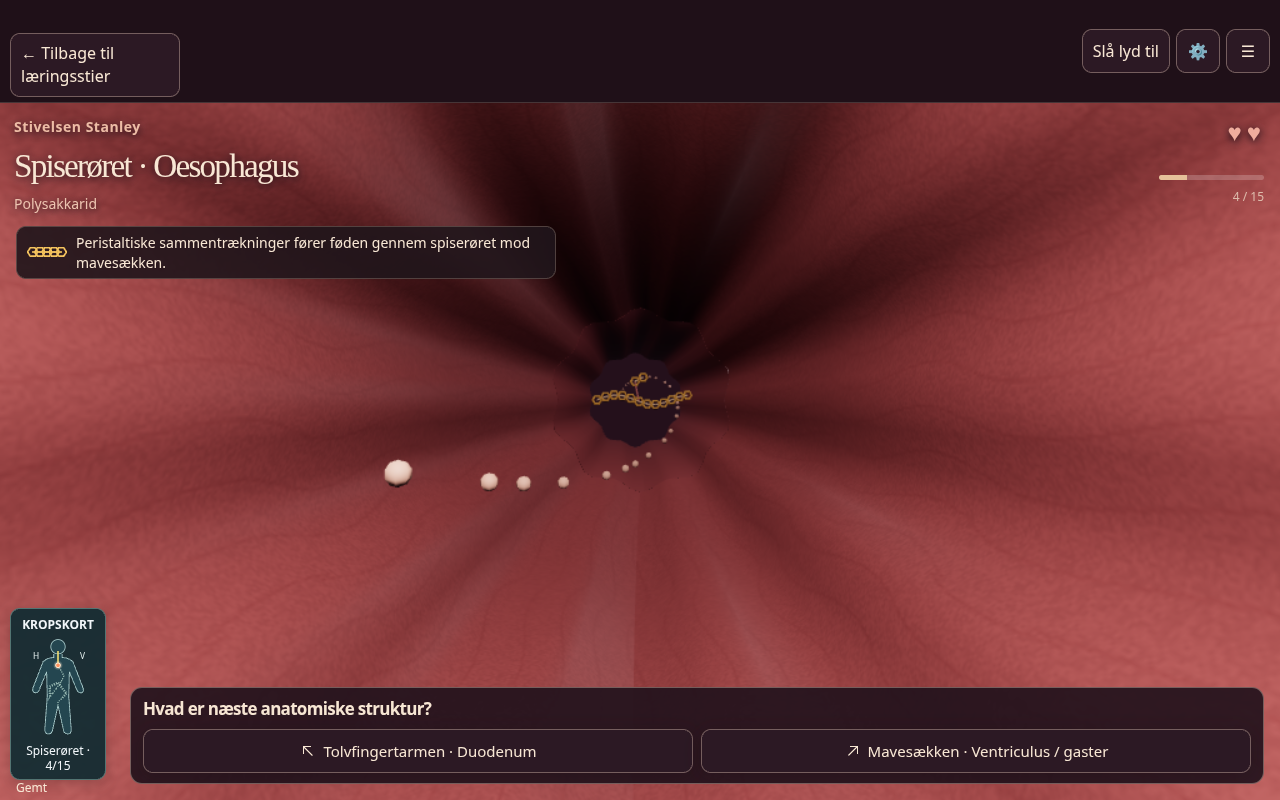 ← Tilbage til
læringsstier
Slå lyd til
Stivelsen Stanley
Spiserøret · Oesophagus
Polysakkarid
4 / 15
Peristaltiske sammentrækninger fører føden gennem spiserøret mod
mavesækken.
KROPSKORT
H V
Spiserøret ·
4/15
Gemt
Hvad er næste anatomiske struktur?
↖ Tolvfingertarmen · Duodenum
↗ Mavesækken · Ventriculus / gaster